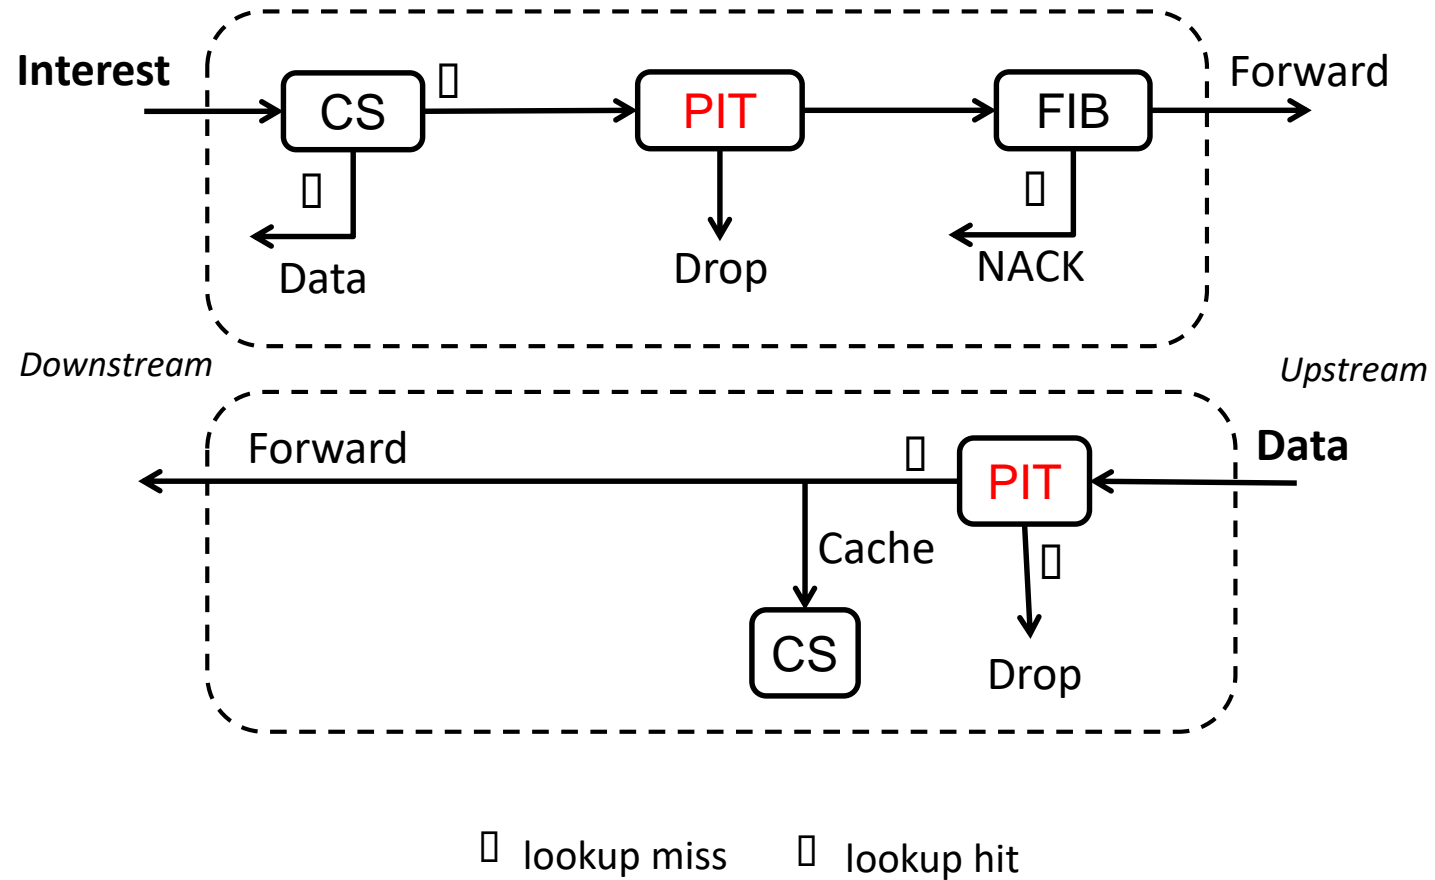 Interest
CS
PIT
FIB
Forward
Data
Drop
NACK
Downstream
Upstream
Forward
PIT
Data
Cache
CS
Drop
▯ lookup miss
▯ lookup hit